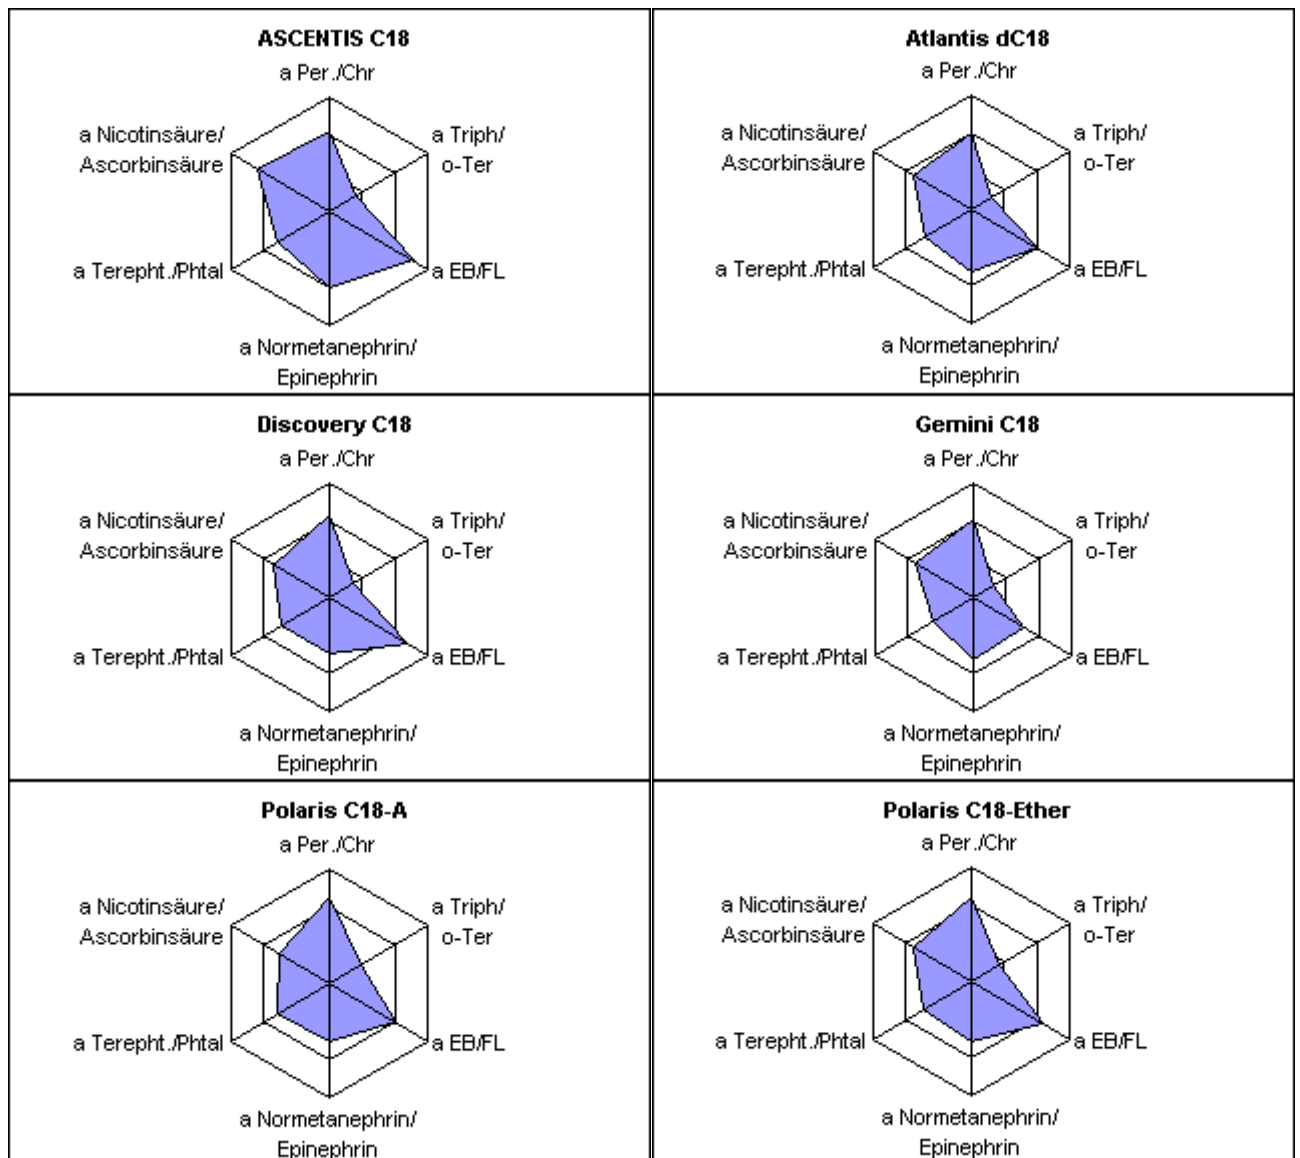 ASCENTIS C18
a Per./Chr
a Nicotinsäure/
Ascorbinsäure
a Triph/
o-Ter
a Terepht./Phtal
a EB/FL
a Normetanephrin/
Epinephrin
Atlantis dC18
a Per./Chr
a Nicotinsäure/
Ascorbinsäure
a Triph/
o-Ter
a Terepht./Phtal
a EB/FL
a Normetanephrin/
Epinephrin
Discovery C18
a Per./Chr
a Nicotinsäure/
Ascorbinsäure
a Triph/
o-Ter
a Terepht./Phtal
a EB/FL
a Normetanephrin/
Epinephrin
Gemini C18
a Per./Chr
a Nicotinsäure/
Ascorbinsäure
a Triph/
o-Ter
a Terepht./Phtal
a EB/FL
a Normetanephrin/
Epinephrin
Polaris C18-A
a Per./Chr
a Nicotinsäure/
Ascorbinsäure
a Triph/
o-Ter
a Terepht./Phtal
a EB/FL
a Normetanephrin/
Epinephrin
Polaris C18-Ether
a Per./Chr
a Nicotinsäure/
Ascorbinsäure
a Triph/
o-Ter
a Terepht./Phtal
a EB/FL
a Normetanephrin/
Epinephrin